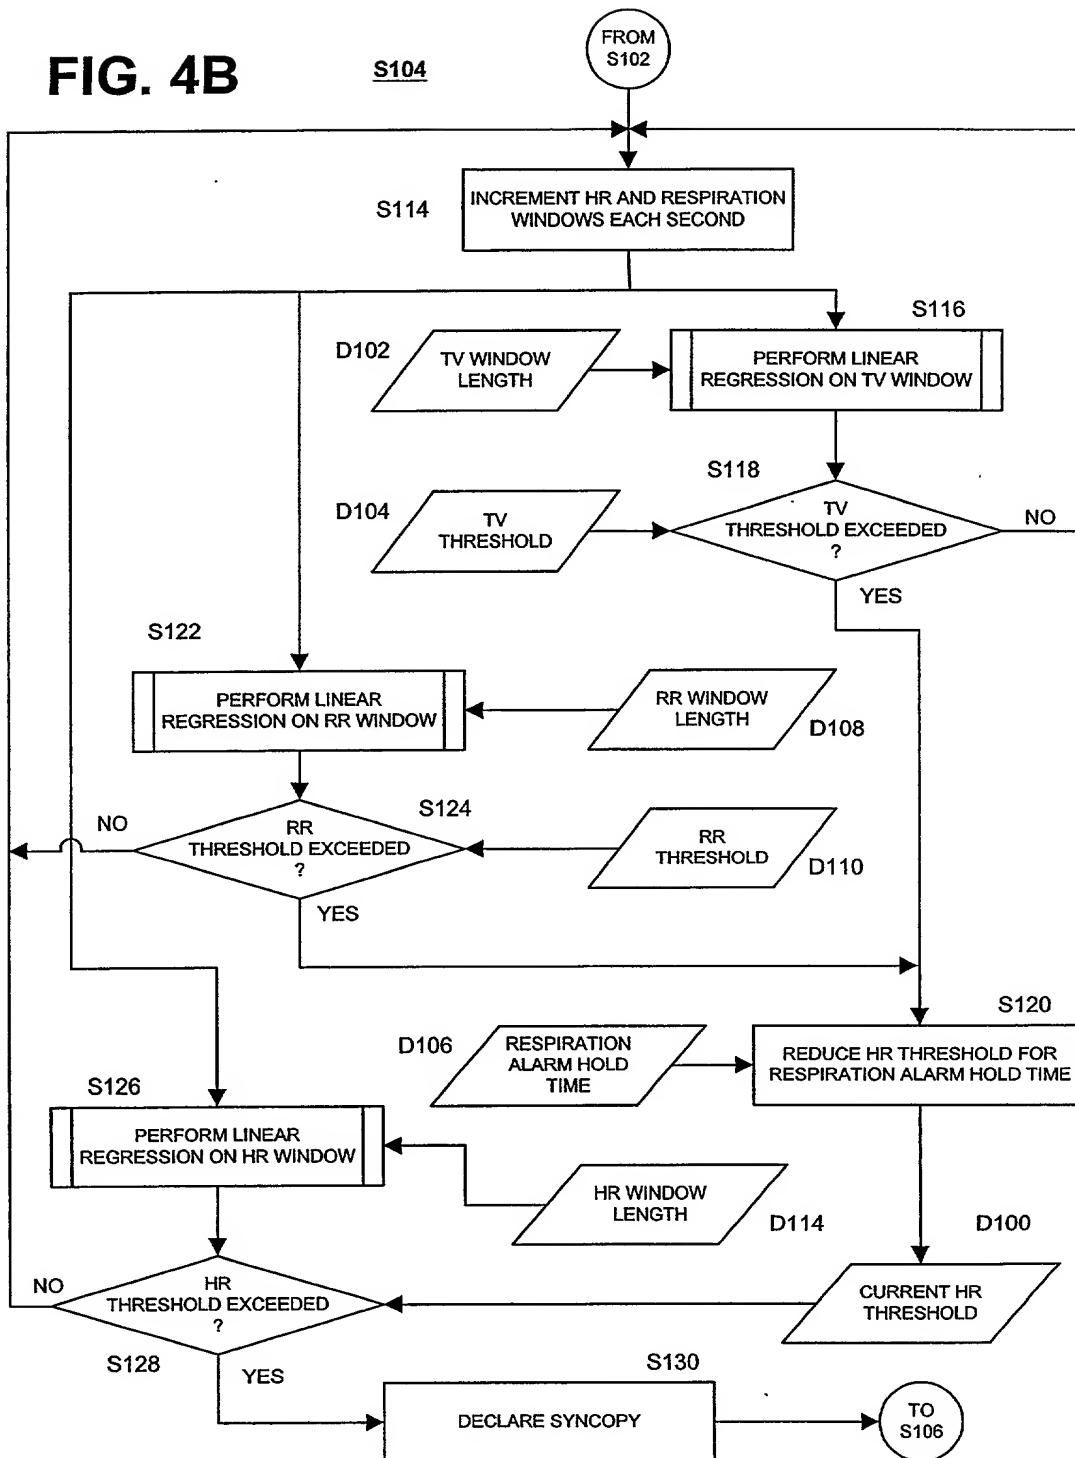 FIG. 4B
S104
FROM
S102
S114
INCREMENT HR AND RESPIRATION
WINDOWS EACH SECOND
S116
D102
TV WINDOW
LENGTH
PERFORM LINEAR
REGRESSION ON TV WINDOW
S118
D104
TV
THRESHOLD
TV
THRESHOLD EXCEEDED
?
NO
YES
S122
PERFORM LINEAR
REGRESSION ON RR WINDOW
RR WINDOW
LENGTH
D108
S124
NO
RR
THRESHOLD EXCEEDED
?
RR
THRESHOLD
D110
YES
S120
D106
RESPIRATION
ALARM HOLD
TIME
REDUCE HR THRESHOLD FOR
RESPIRATION ALARM HOLD TIME
S126
PERFORM LINEAR
REGRESSION ON HR WINDOW
HR WINDOW
LENGTH
D114
D100
NO
HR
THRESHOLD EXCEEDED
?
CURRENT HR
THRESHOLD
S128
YES
S130
DECLARE SYNCOPY
TO
S106